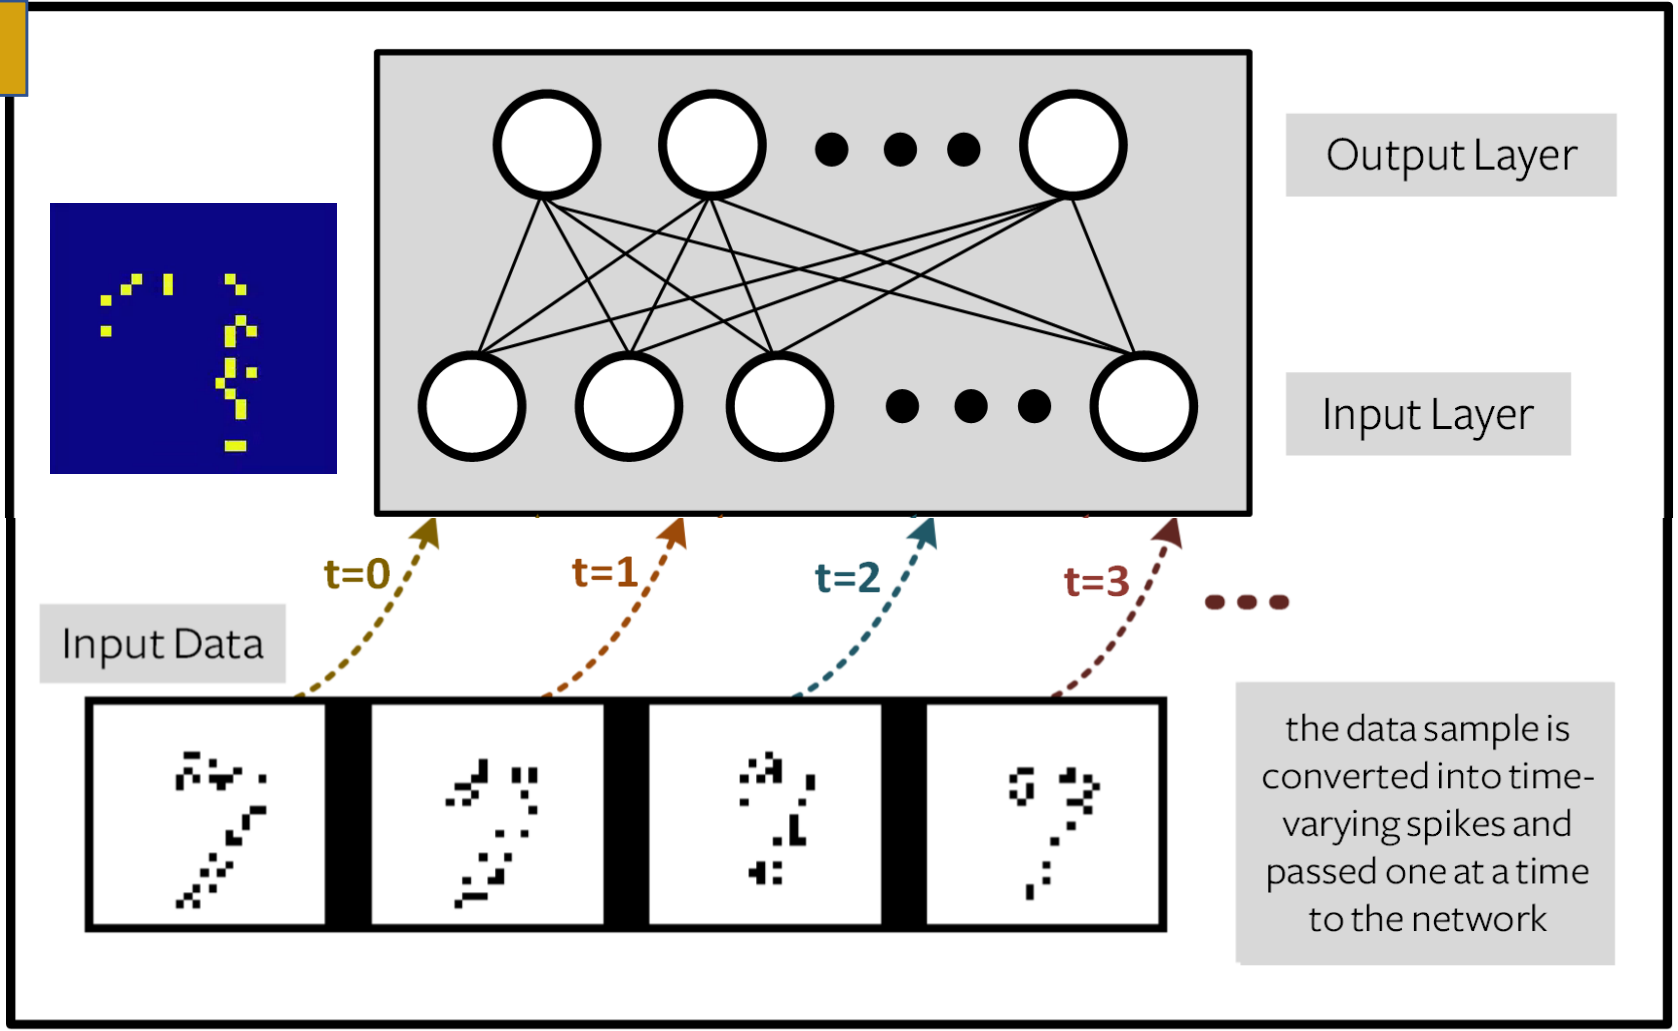 Output Layer
Input Layer
t=0
t=1
t=2
t=3
Input Data
the data sample is
converted into time-
varying spikes and
passed one at a time
to the network